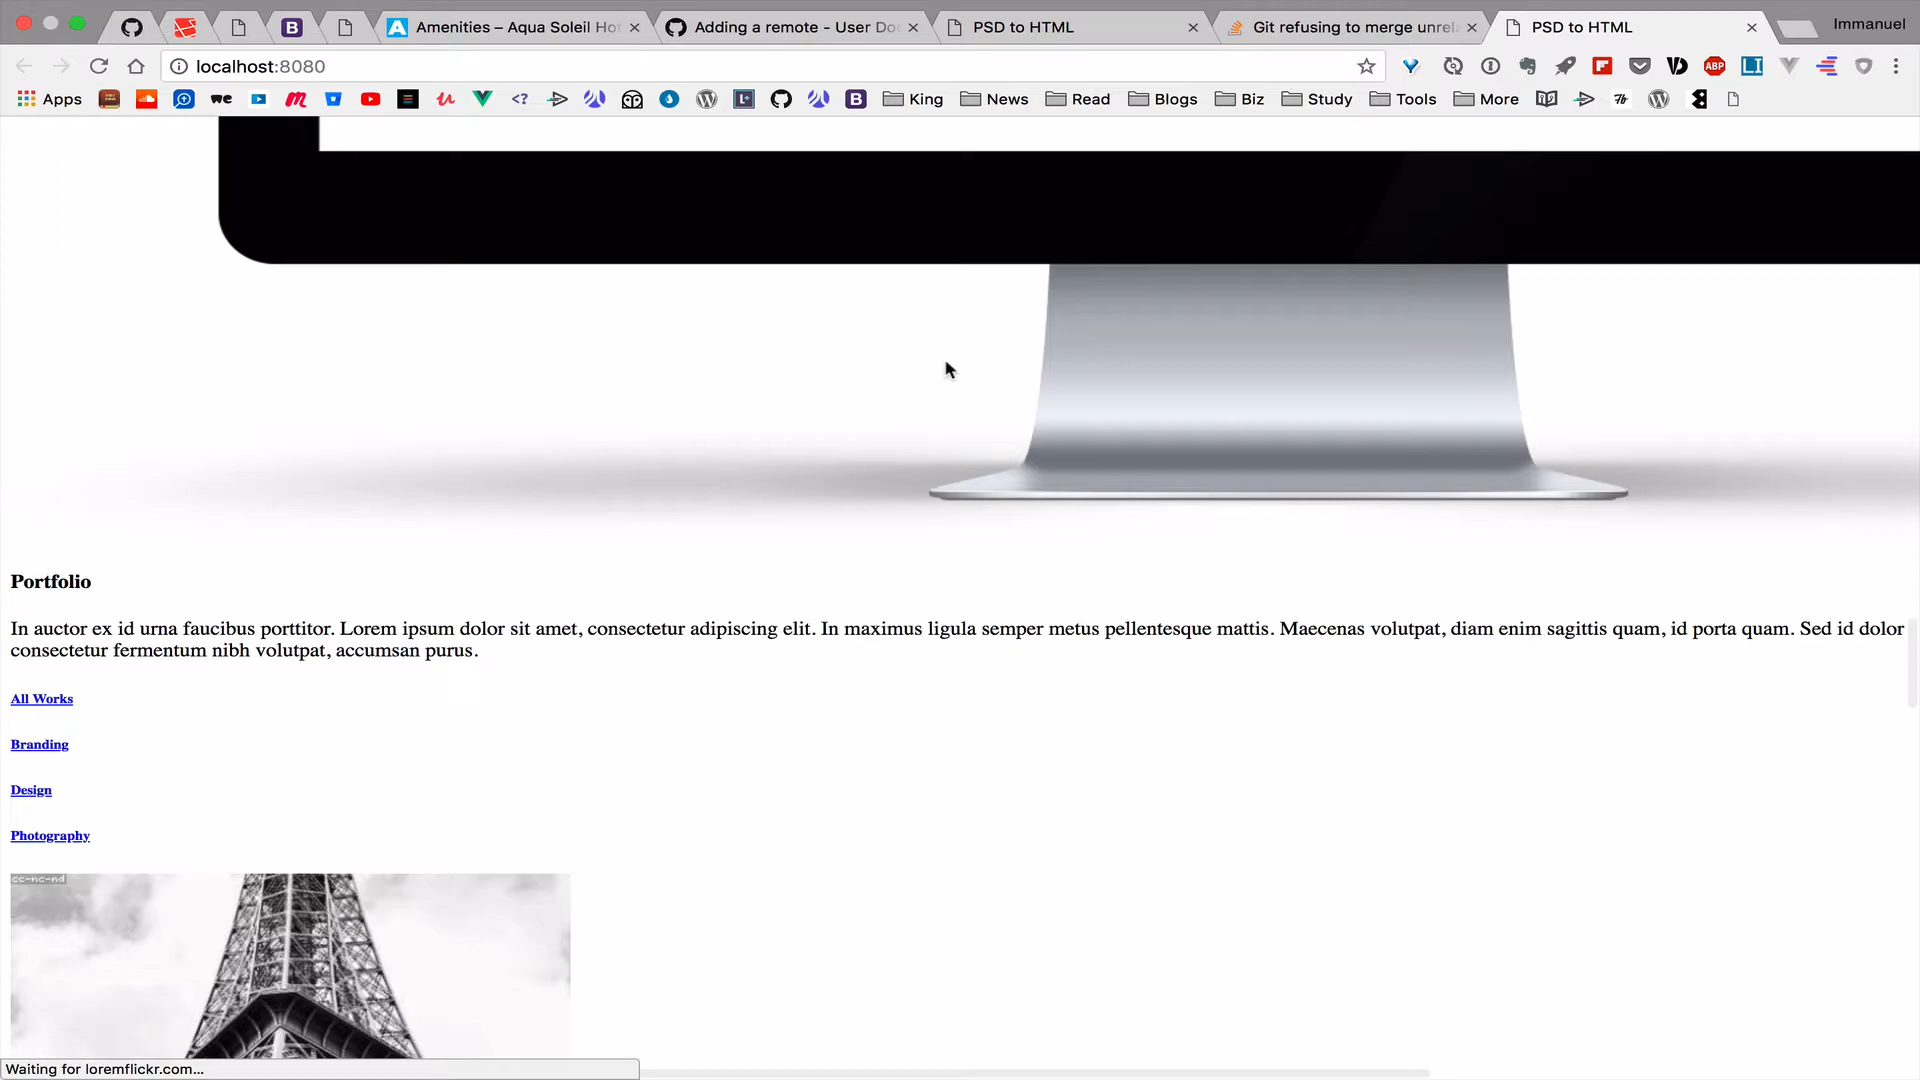 Amenities – Aqua Soleil Ho
Adding a remote - User Do
PSD to HTML
Git refusing to merge unrela
PSD to HTML
Immanuel
localhost:8080
ABP
LI
Apps
we
<?
King
News
Read
Blogs
Biz
Study
Tools
More
Portfolio
In auctor ex id urna faucibus porttitor. Lorem ipsum dolor sit amet, consectetur adipiscing elit. In maximus ligula semper metus pellentesque mattis. Maecenas volutpat, diam enim sagittis quam, id porta quam. Sed id dolor
consectetur fermentum nibh volutpat, accumsan purus.
All Works
Branding
Design
Photography
cc-nc-nd
Waiting for loremflickr.com...